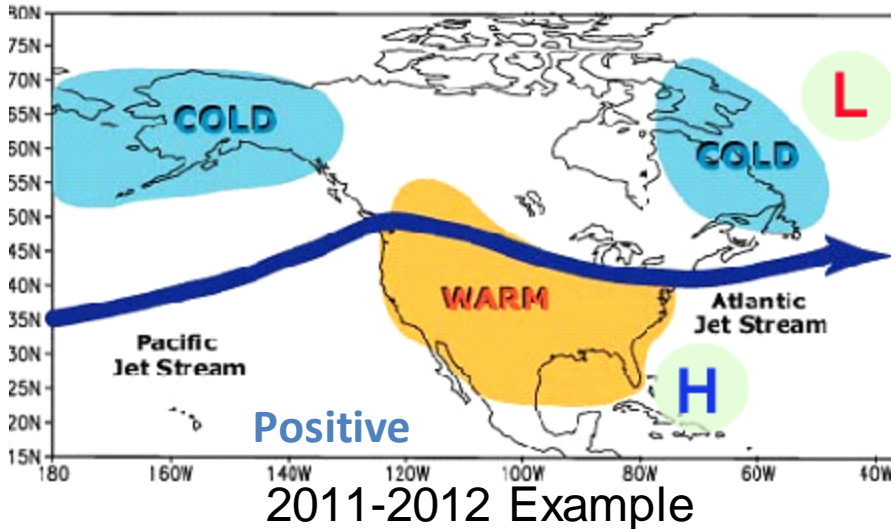 80N
75N
70N
65N
60N
55N
50N
45N
40N
35N
30N
25N
20N
15N
COLD
COLD
L
WARM
Pacific
Jet Stream
Atlantic
Jet Stream
H
Positive
180
160W
140W
120W
100W
80W
60W
40W
2011-2012 Example